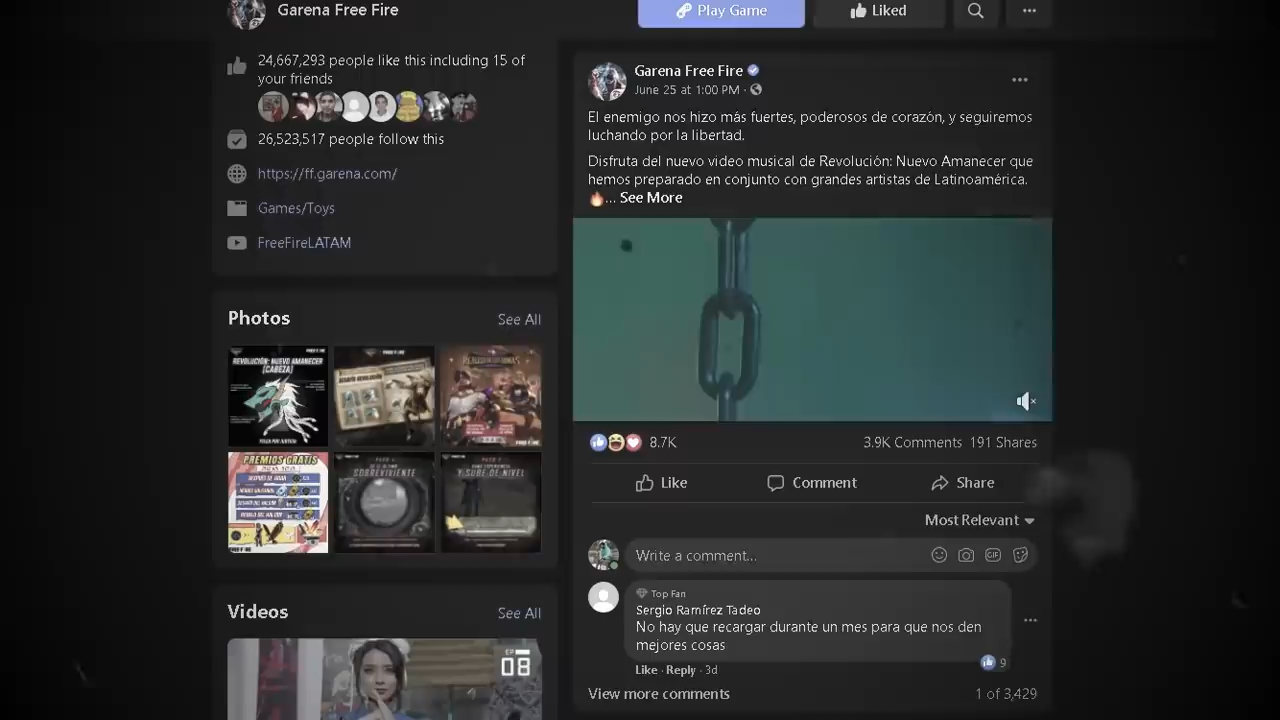 Garena Free Fire
Play Game
Liked
24,667,293 people like this including 15 of
your friends
26,523,517 people follow this
https://ff.garena.com/
Games/Toys
FreeFireLATAM
Photos
See All
REVOLUCIÓN: NUEVO AMANECER
(CABEZA)
PREMIOS GRATIS
SOBREVIVIENTE
Y SUBE DE NIVEL
Videos
See All
EP
08
Garena Free Fire
June 25 at 1:00 PM ·
El enemigo nos hizo más fuertes, poderosos de corazón, y seguiremos
luchando por la libertad.
Disfruta del nuevo video musical de Revolución: Nuevo Amanecer que
hemos preparado en conjunto con grandes artistas de Latinoamérica.
🔥... See More
8.7K
3.9K Comments 191 Shares
Like
Comment
Share
Most Relevant
Write a comment...
GIF
Top Fan
Sergio Ramírez Tadeo
No hay que recargar durante un mes para que nos den
mejores cosas
9
Like · Reply · 3d
View more comments
1 of 3,429